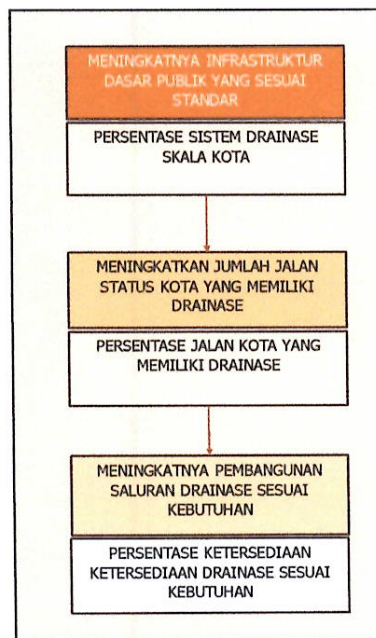 MENINGKATNYA INFRASTRUKTUR
DASAR PUBLIK YANG SESUAI
STANDAR
PERSENTASE SISTEM DRAINASE
SKALA KOTA
MENINGKATKAN JUMLAH JALAN
STATUS KOTA YANG MEMILIKI
DRAINASE
PERSENTASE JALAN KOTA YANG
MEMILIKI DRAINASE
MENINGKATNYA PEMBANGUNAN
SALURAN DRAINASE SESUAI
KEBUTUHAN
PERSENTASE KETERSEDIAAN
KETERSEDIAAN DRAINASE SESUAI
KEBUTUHAN